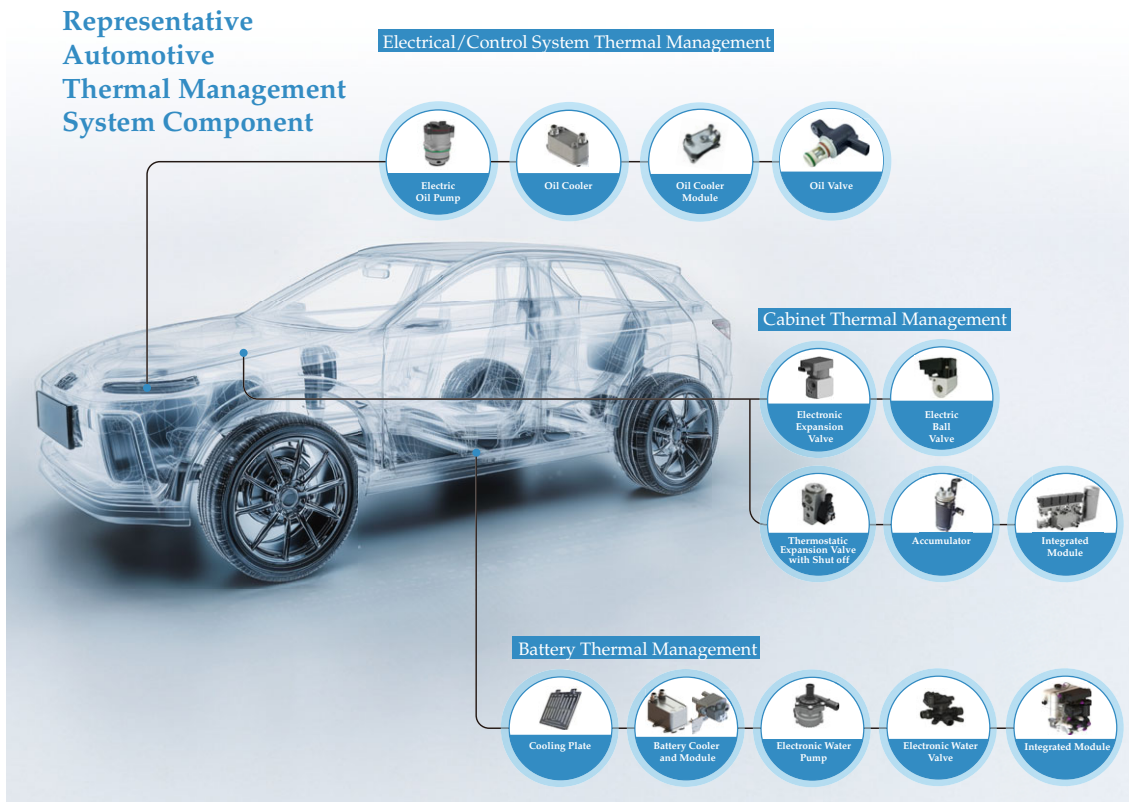 Representative
Automotive
Thermal Management
System Component
Electrical/Control System Thermal Management
Electric
Oil Pump
Oil Cooler
Oil Cooler
Module
Oil Valve
Cabinet Thermal Management
Electronic
Expansion
Valve
Electric
Ball
Valve
Thermostatic
Expansion Valve
with Shut off
Accumulator
Integrated
Module
Battery Thermal Management
Cooling Plate
Battery Cooler
and Module
Electronic Water
Pump
Electronic Water
Valve
Integrated Module